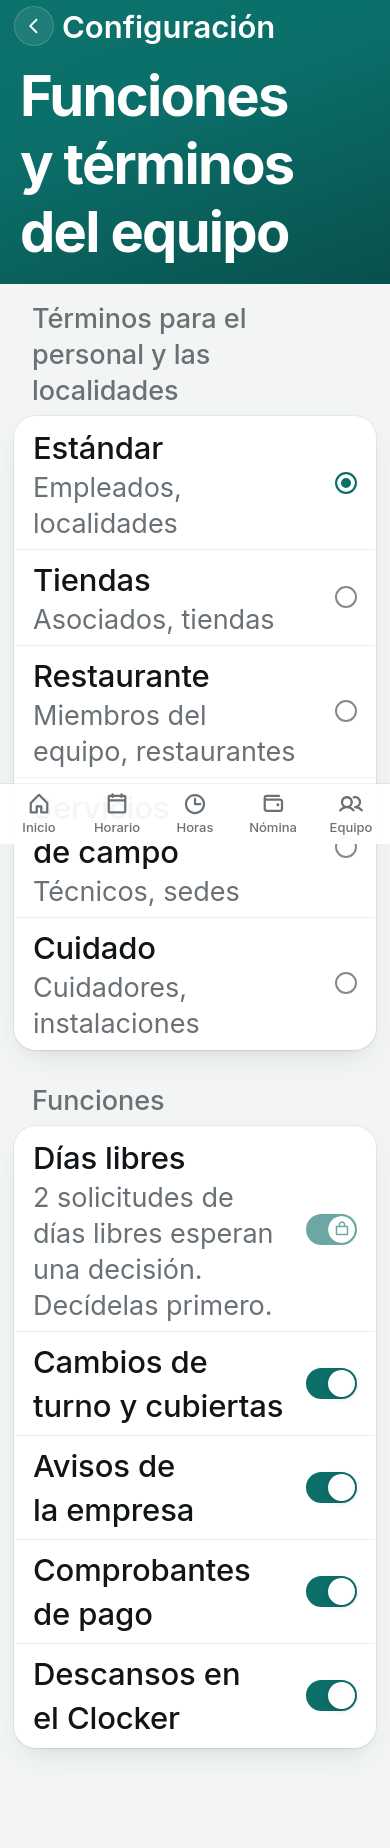 Configuración
Funciones
y términos
del equipo
Términos para el
personal y las
localidades
Estándar
Empleados,
localidades
Tiendas
Asociados, tiendas
Restaurante
Miembros del
equipo, restaurantes
Servicios
Inicio
Horario
Horas
Nómina
Equipo
de campo
Técnicos, sedes
Cuidado
Cuidadores,
instalaciones
Funciones
Días libres
2 solicitudes de
días libres esperan
una decisión.
Decídelas primero.
Cambios de
turno y cubiertas
Avisos de
la empresa
Comprobantes
de pago
Descansos en
el Clocker